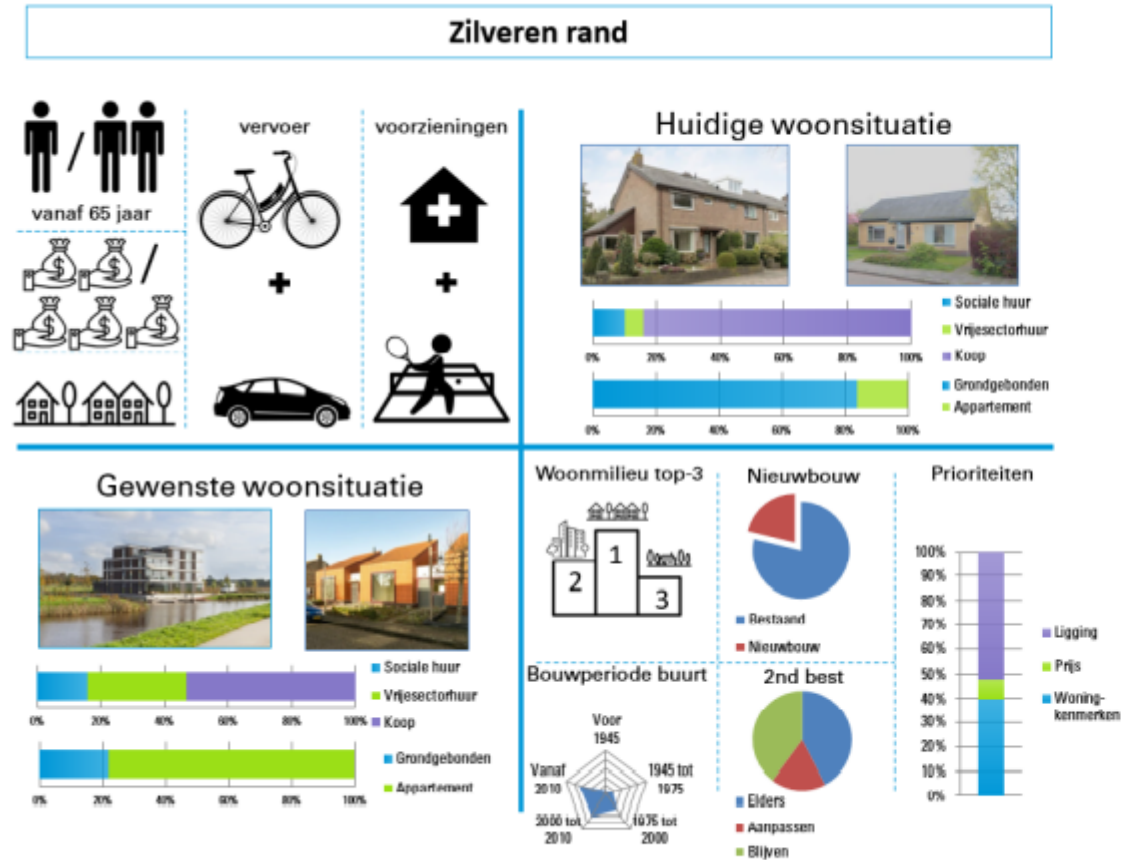 Zilveren rand
vanaf 65 jaar
vervoer
voorzieningen
Huidige woonsituatie
Sociale huur
Vrijesectorhuur
Koop
0% 20% 40% 60% 80% 100%
Grondgebonden
Appartement
0% 20% 40% 60% 80% 100%
Gewenste woonsituatie
Sociale huur
Vrijesectorhuur
Koop
0% 20% 40% 60% 80% 100%
Grondgebonden
Appartement
0% 20% 40% 60% 80% 100%
Woonmilieu top-3
1
2
3
Nieuwbouw
Bestaand
Nieuwbouw
Bouwperiode buurt
Voor
1945
1945 tot
1975
1975 tot
2000
2000 tot
2010
Vanaf
2010
2nd best
Elders
Aanpassen
Blijven
Prioriteiten
100%
90%
80%
70%
60%
50%
40%
30%
20%
10%
0%
Ligging
Prijs
Woning-
kenmerken